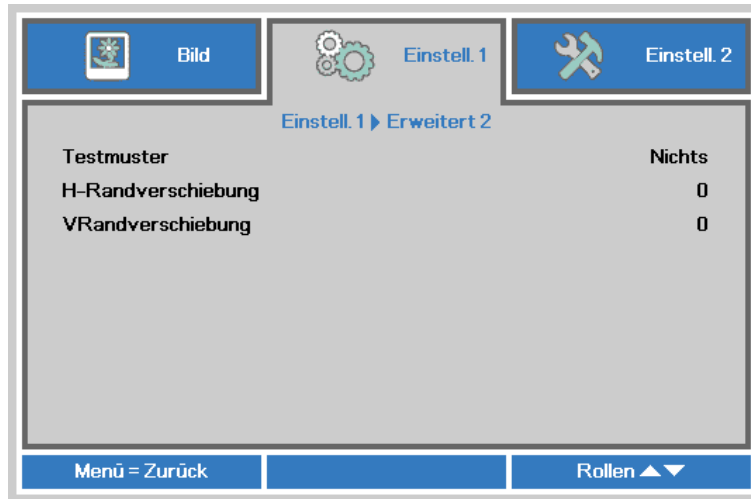 Bild
Einstell. 1
Einstell. 2
Einstell. 1 ▶ Erweitert 2
Testmuster Nichts
H-Randverschiebung 0
VRandverschiebung 0
Menü = Zurück
Rollen ▲▼